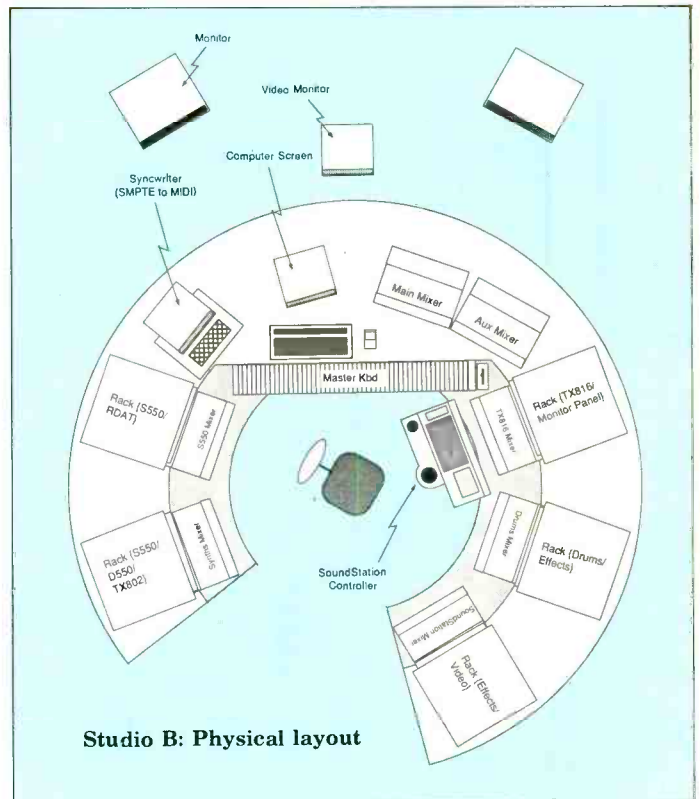 Monitor
Video Monitor
Computer Screen
Syncwriter
(SMPTE to MIDI)
Main Mixer
Aux Mixer
Master Kbd
Rack (S550/
RDAT)
S550 Mixer
TX816 Mixer
Rack (TX816/
Monitor Panel)
Rack (S550/
D550/
TX802)
Synths Mixer
Drums Mixer
Rack (Drums/
Effects)
SoundStation
Controller
SoundStation Mixer
Rack (Effects/
Video)
Studio B: Physical layout